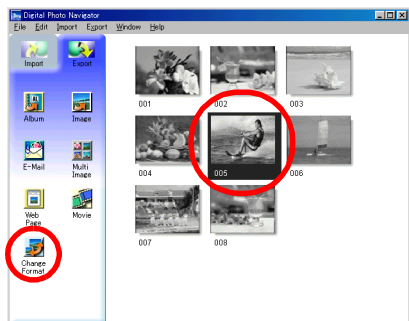 Digital Photo Navigator
File Edit Import Export Window Help
Import Export
Album Image
E-Mail Multi Image
Web Page Movie
Change Format
001 002 003
004 005 006
007 008